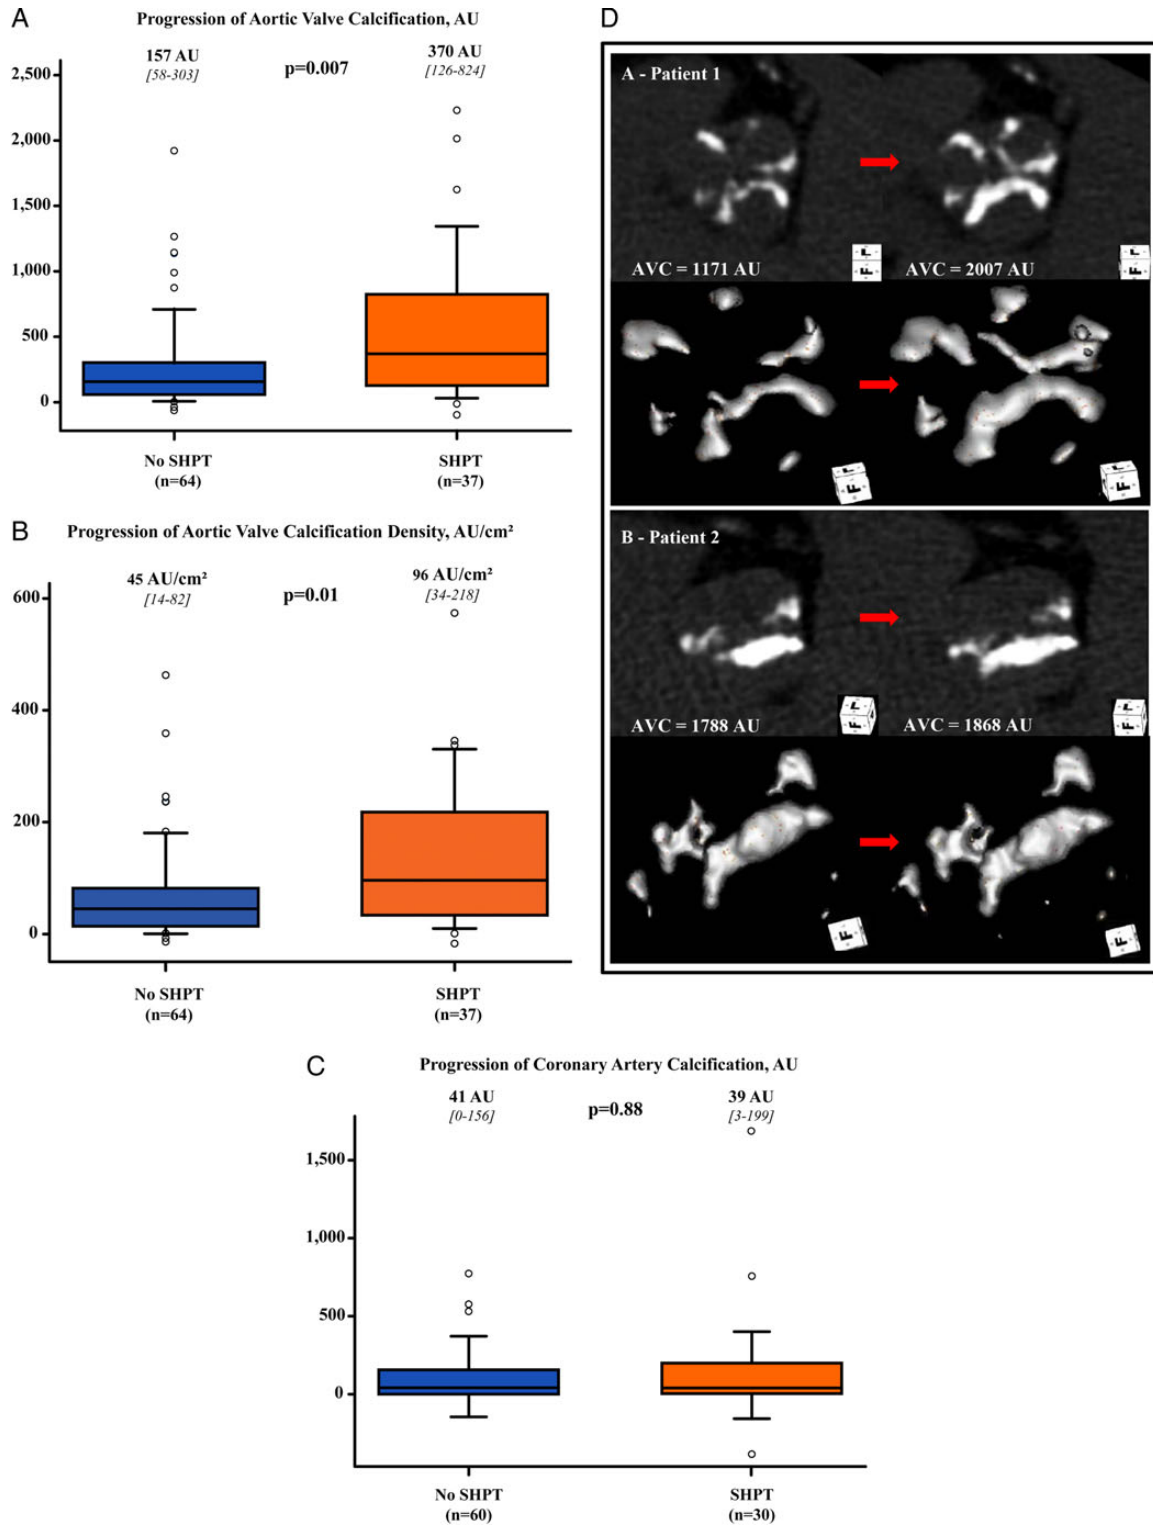 A
Progression of Aortic Valve Calcification, AU
157 AU
[58-303]
p=0.007
370 AU
[126-824]
2,500
2,000
1,500
1,000
500
0
No SHPT
(n=64)
SHPT
(n=37)
B
Progression of Aortic Valve Calcification Density, AU/cm²
45 AU/cm²
[14-82]
p=0.01
96 AU/cm²
[34-218]
600
400
200
0
No SHPT
(n=64)
SHPT
(n=37)
C
Progression of Coronary Artery Calcification, AU
41 AU
[0-156]
p=0.88
39 AU
[3-199]
1,500
1,000
500
0
No SHPT
(n=60)
SHPT
(n=30)
D
A - Patient 1
AVC = 1171 AU
AVC = 2007 AU
L
F
L
F
L
F
L
F
B - Patient 2
AVC = 1788 AU
AVC = 1868 AU
L
F
L
F
F
F